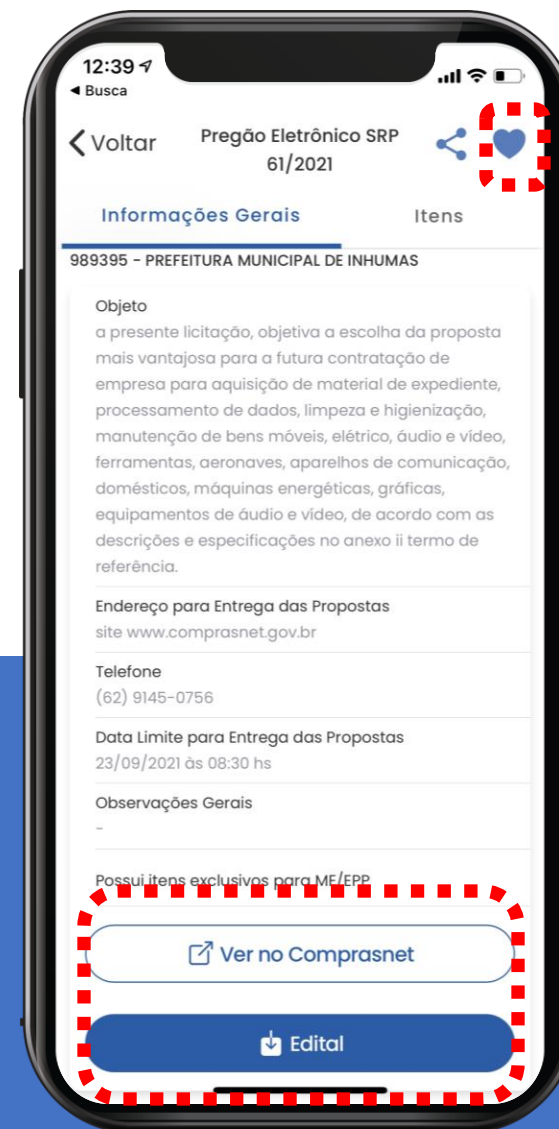 12:39
Busca
Voltar
Pregão Eletrônico SRP
61/2021
Informações Gerais
Itens
989395 - PREFEITURA MUNICIPAL DE INHUMAS
Objeto
a presente licitação, objetiva a escolha da proposta
mais vantajosa para a futura contratação de
empresa para aquisição de material de expediente,
processamento de dados, limpeza e higienização,
manutenção de bens móveis, elétrico, áudio e vídeo,
ferramentas, aeronaves, aparelhos de comunicação,
domésticos, máquinas energéticas, gráficas,
equipamentos de áudio e vídeo, de acordo com as
descrições e especificações no anexo ii termo de
referência.
Endereço para Entrega das Propostas
site www.comprasnet.gov.br
Telefone
(62) 9145-0756
Data Limite para Entrega das Propostas
23/09/2021 às 08:30 hs
Observações Gerais
-
Possui itens exclusivos para ME/EPP
Ver no Comprasnet
Edital